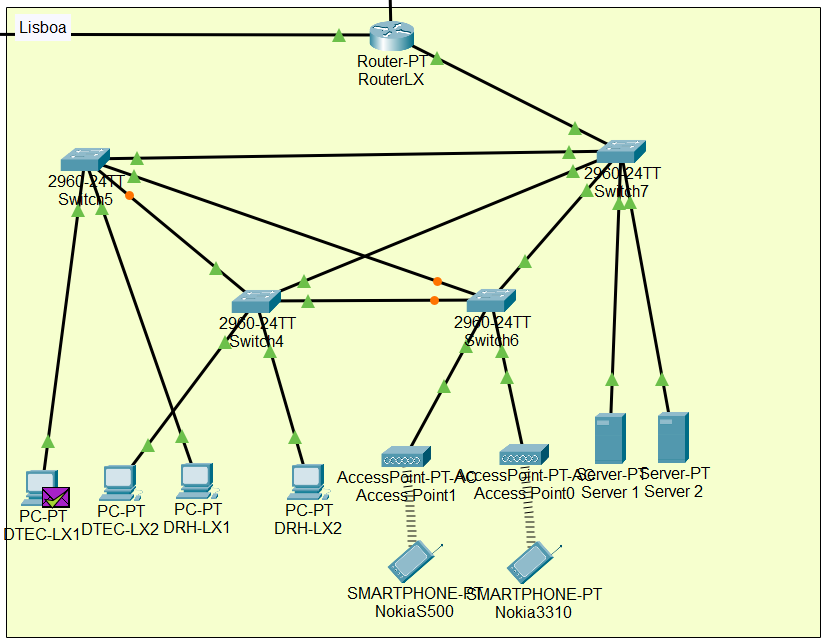 Lisboa
Router-PT
RouterLX
2960-24TT
Switch5
2960-24TT
Switch7
2960-24TT
Switch4
2960-24TT
Switch6
PC-PT
DTEC-LX1
PC-PT
DTEC-LX2
PC-PT
DRH-LX1
PC-PT
DRH-LX2
AccessPoint-PT-AC
Access Point1
AccessPoint-PT-AC
Access Point0
Server-PT
Server 1
Server-PT
Server 2
SMARTPHONE-PT
NokiaS500
SMARTPHONE-PT
Nokia3310